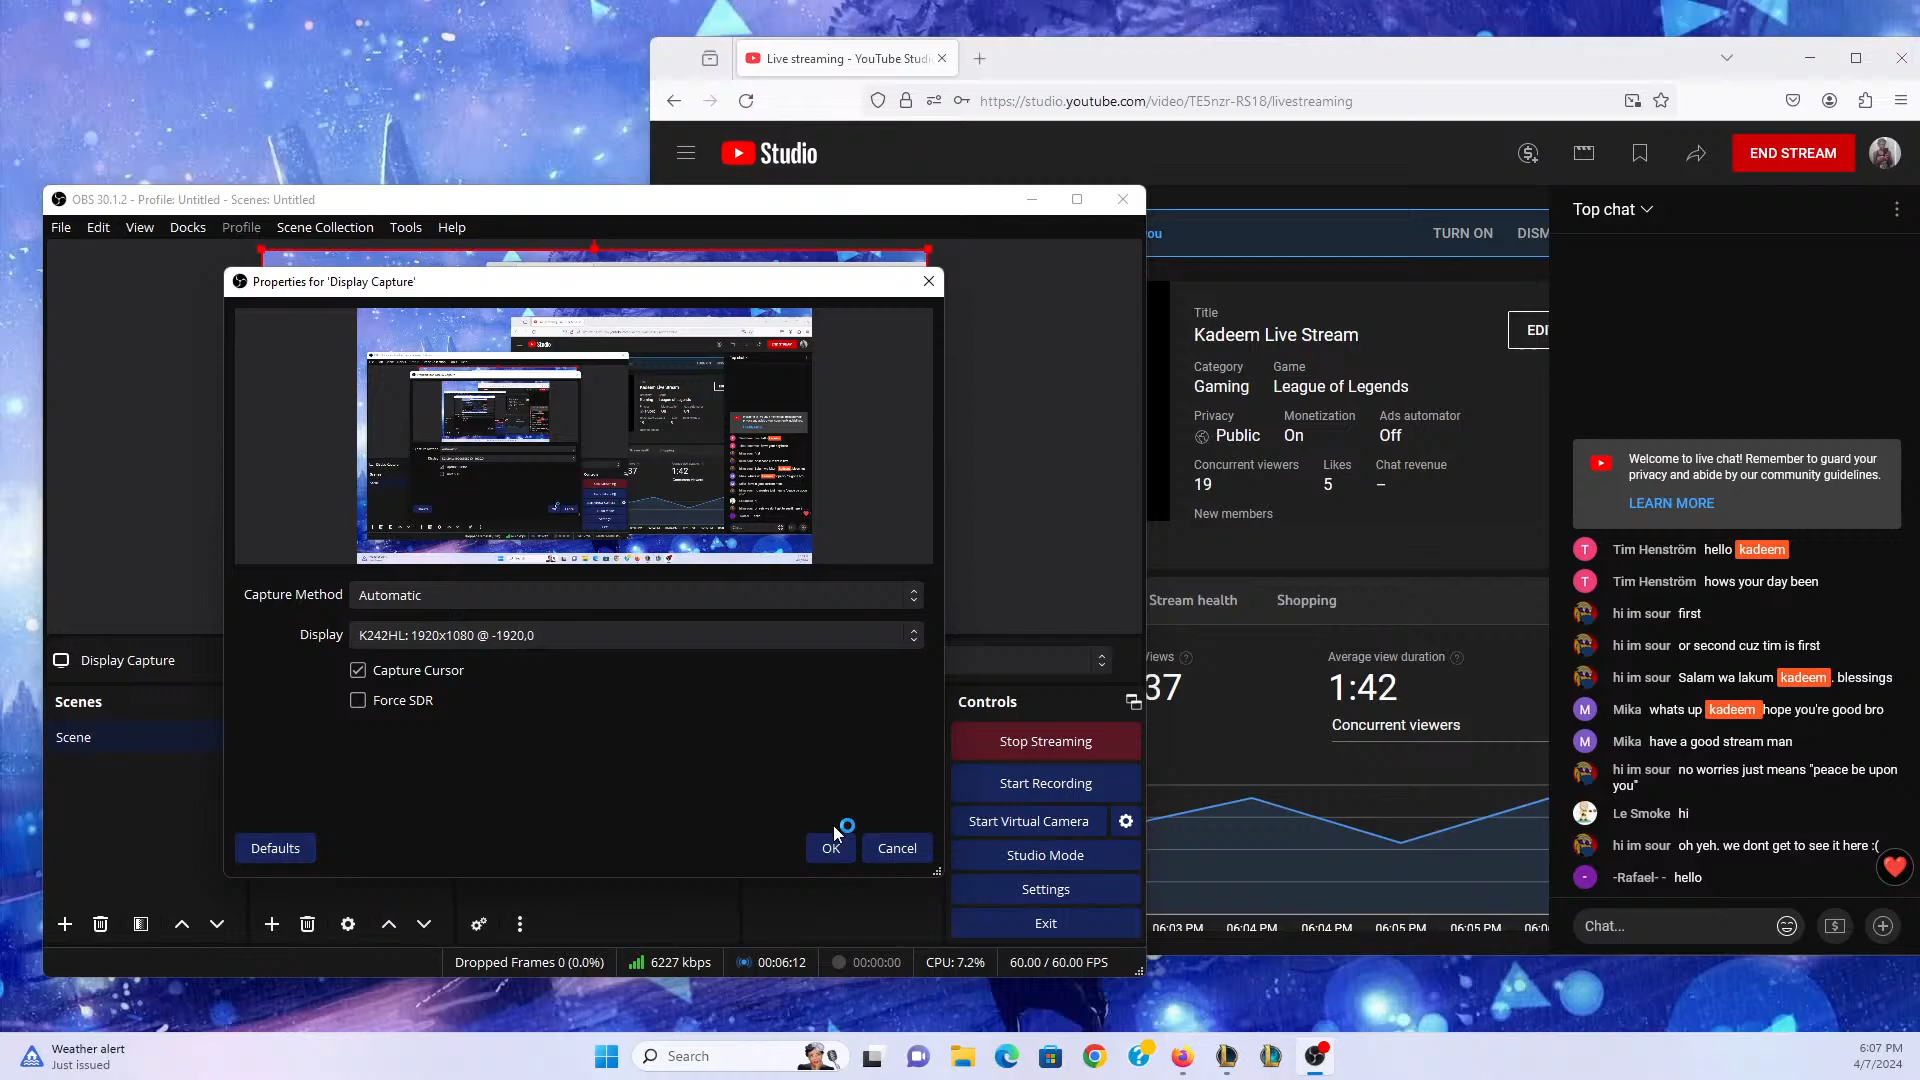 Live streaming - YouTube Studi
https://studio.youtube.com/video/TE5nzr-RS18/livestreaming
Studio
END STREAM
OBS 30.1.2 - Profile: Untitled - Scenes: Untitled
File Edit View Docks Profile Scene Collection Tools Help
Properties for 'Display Capture'
Capture Method Automatic
Display K242HL: 1920x1080 @ -1920,0
Capture Cursor
Force SDR
Defaults
OK
Cancel
Display Capture
Scenes
Scene
Controls
Stop Streaming
Start Recording
Start Virtual Camera
Studio Mode
Settings
Exit
Dropped Frames 0 (0.0%) 6227 kbps 00:06:12 00:00:00 CPU: 7.2% 60.00 / 60.00 FPS
you
TURN ON DISM
Title
Kadeem Live Stream
EDI
Category Game
Gaming League of Legends
Privacy Monetization Ads automator
Public On Off
Concurrent viewers Likes Chat revenue
19 5 –
New members
Stream health Shopping
Views Average view duration
37 1:42
Concurrent viewers
06:03 PM 06:04 PM 06:04 PM 06:05 PM 06:05 PM 06:0
Top chat
Welcome to live chat! Remember to guard your
privacy and abide by our community guidelines.
LEARN MORE
T Tim Henström hello kadeem
T Tim Henström hows your day been
hi im sour first
hi im sour or second cuz tim is first
hi im sour Salam wa lakum kadeem . blessings
M Mika whats up kadeem hope you're good bro
M Mika have a good stream man
hi im sour no worries just means "peace be upon
you"
Le Smoke hi
hi im sour oh yeh. we dont get to see it here :(
- -Rafael- - hello
Chat...
Weather alert
Just issued
Search
6:07 PM
4/7/2024